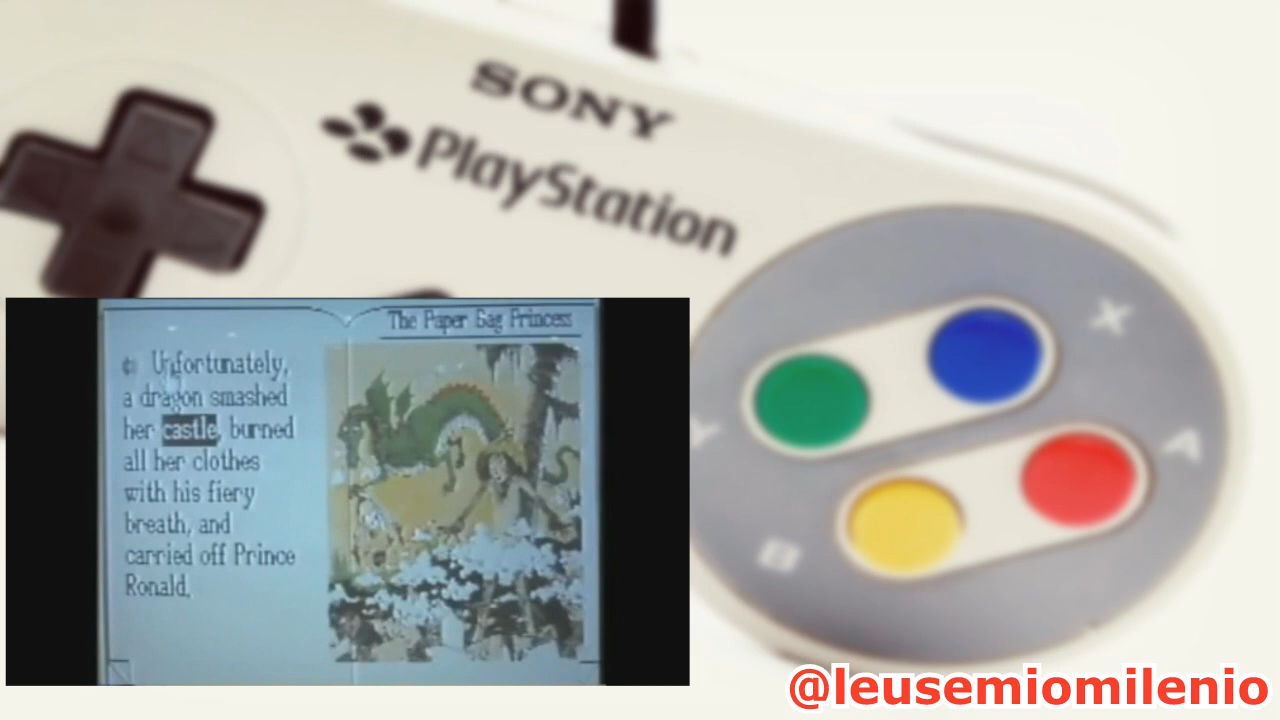 SONY
PlayStation
X
Y
A
B
The Paper Bag Princess
Unfortunately,
a dragon smashed
her castle, burned
all her clothes
with his fiery
breath, and
carried off Prince
Ronald.
@leusemiomilenio